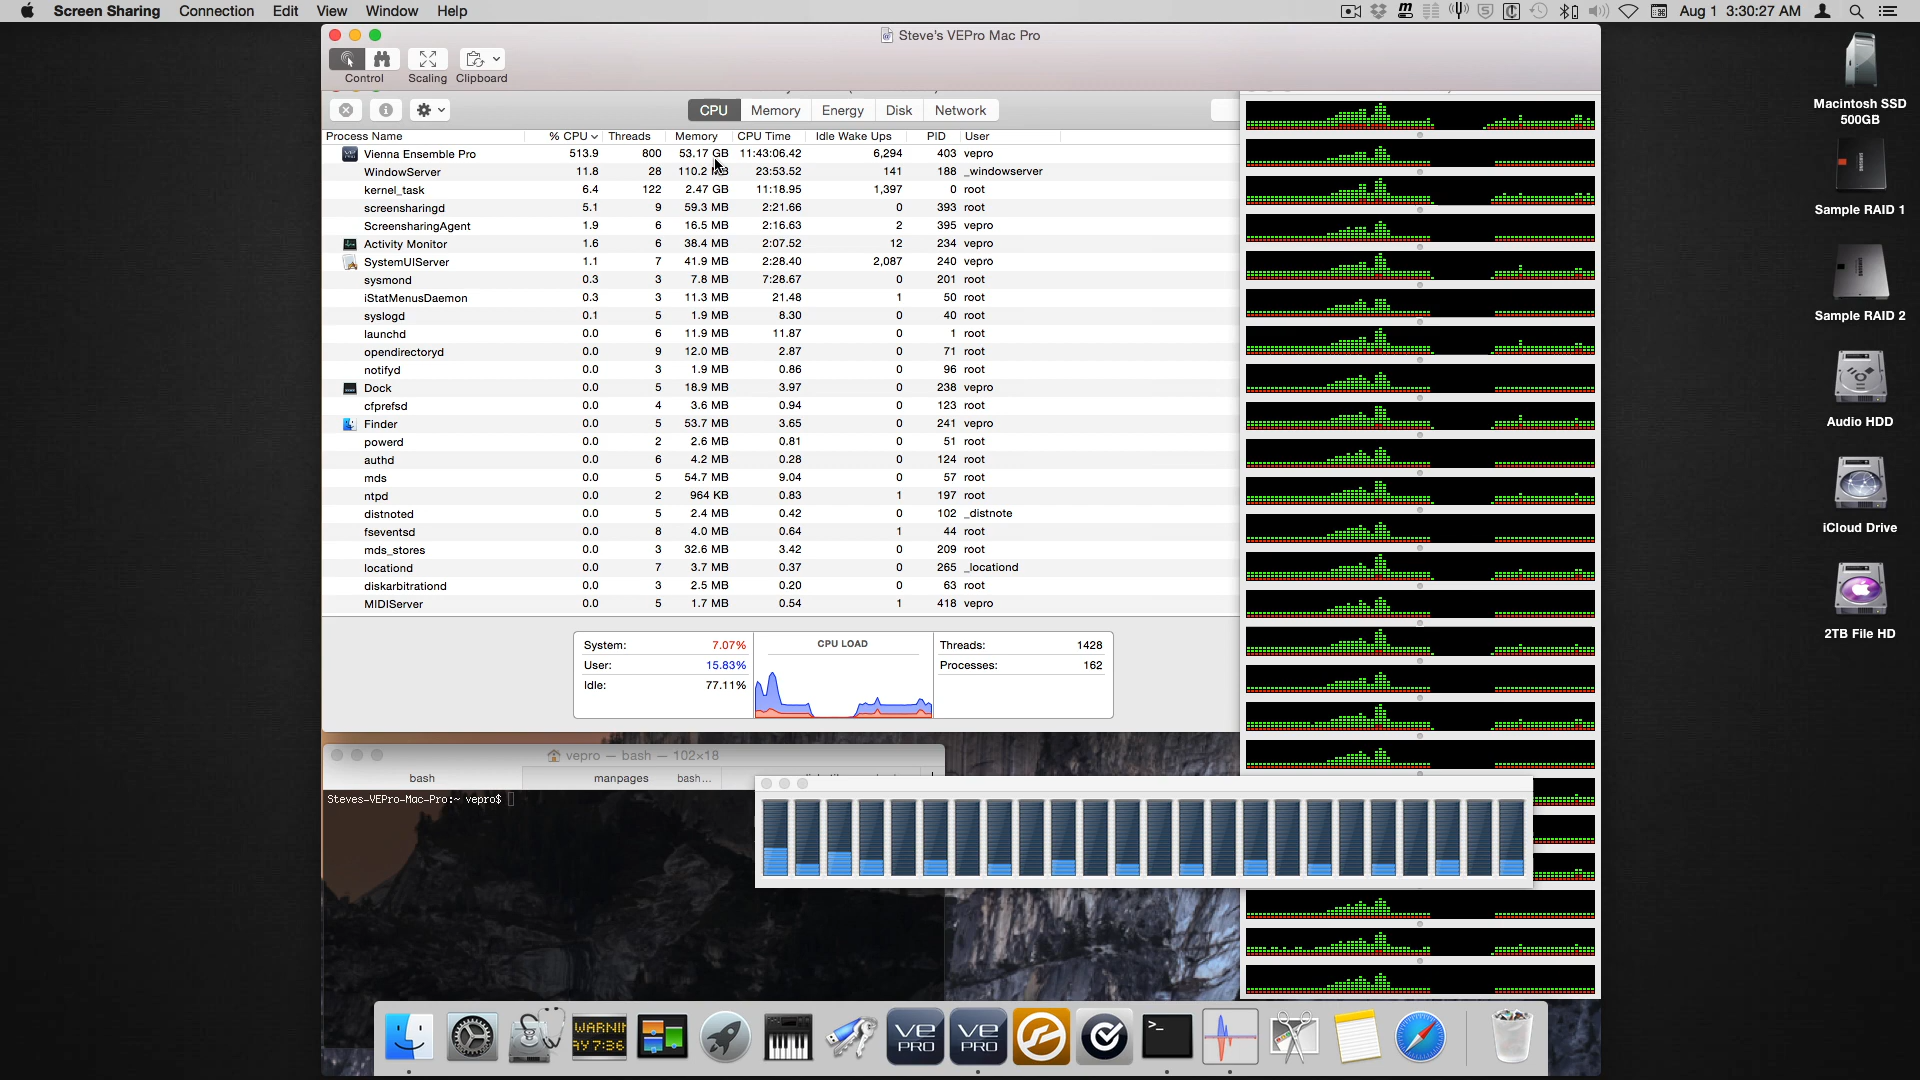 Screen Sharing Connection Edit View Window Help
Aug 1 3:30:27 AM
Steve's VEPro Mac Pro
Control Scaling Clipboard
CPU Memory Energy Disk Network
Process Name % CPU Threads Memory CPU Time Idle Wake Ups PID User
Vienna Ensemble Pro 513.9 800 53.17 GB 11:43:06.42 6,294 403 vepro
WindowServer 11.8 28 110.2 MB 23:53.52 141 188 _windowserver
kernel_task 6.4 122 2.47 GB 11:18.95 1,397 0 root
screensharingd 5.1 9 59.3 MB 2:21.66 0 393 root
ScreensharingAgent 1.9 6 16.5 MB 2:16.63 2 395 vepro
Activity Monitor 1.6 6 38.4 MB 2:07.52 12 234 vepro
SystemUIServer 1.1 7 41.9 MB 2:28.40 2,087 240 vepro
sysmond 0.3 3 7.8 MB 7:28.67 0 201 root
iStatMenusDaemon 0.3 3 11.3 MB 21.48 1 50 root
syslogd 0.1 5 1.9 MB 8.30 0 40 root
launchd 0.0 6 11.9 MB 11.87 0 1 root
opendirectoryd 0.0 9 12.0 MB 2.87 0 71 root
notifyd 0.0 3 1.9 MB 0.86 0 96 root
Dock 0.0 5 18.9 MB 3.97 0 238 vepro
cfprefsd 0.0 4 3.6 MB 0.94 0 123 root
Finder 0.0 5 53.7 MB 3.65 0 241 vepro
powerd 0.0 2 2.6 MB 0.81 0 51 root
authd 0.0 6 4.2 MB 0.28 0 124 root
mds 0.0 5 54.7 MB 9.04 0 57 root
ntpd 0.0 2 964 KB 0.83 1 197 root
distnoted 0.0 5 2.4 MB 0.42 0 102 _distnote
fseventsd 0.0 8 4.0 MB 0.64 1 44 root
mds_stores 0.0 3 32.6 MB 3.42 0 209 root
locationd 0.0 7 3.7 MB 0.37 0 265 _locationd
diskarbitrationd 0.0 3 2.5 MB 0.20 0 63 root
MIDIServer 0.0 5 1.7 MB 0.54 1 418 vepro
System: 7.07% CPU LOAD Threads: 1428
User: 15.83% Processes: 162
Idle: 77.11%
vepro — bash — 102×18
bash manpages bash...
Steves-VEPro-Mac-Pro:~ vepro$
Macintosh SSD
500GB
Sample RAID 1
Sample RAID 2
Audio HDD
iCloud Drive
2TB File HD
WARNIN
AY 7:36
VE
PRO
VE
PRO
>_